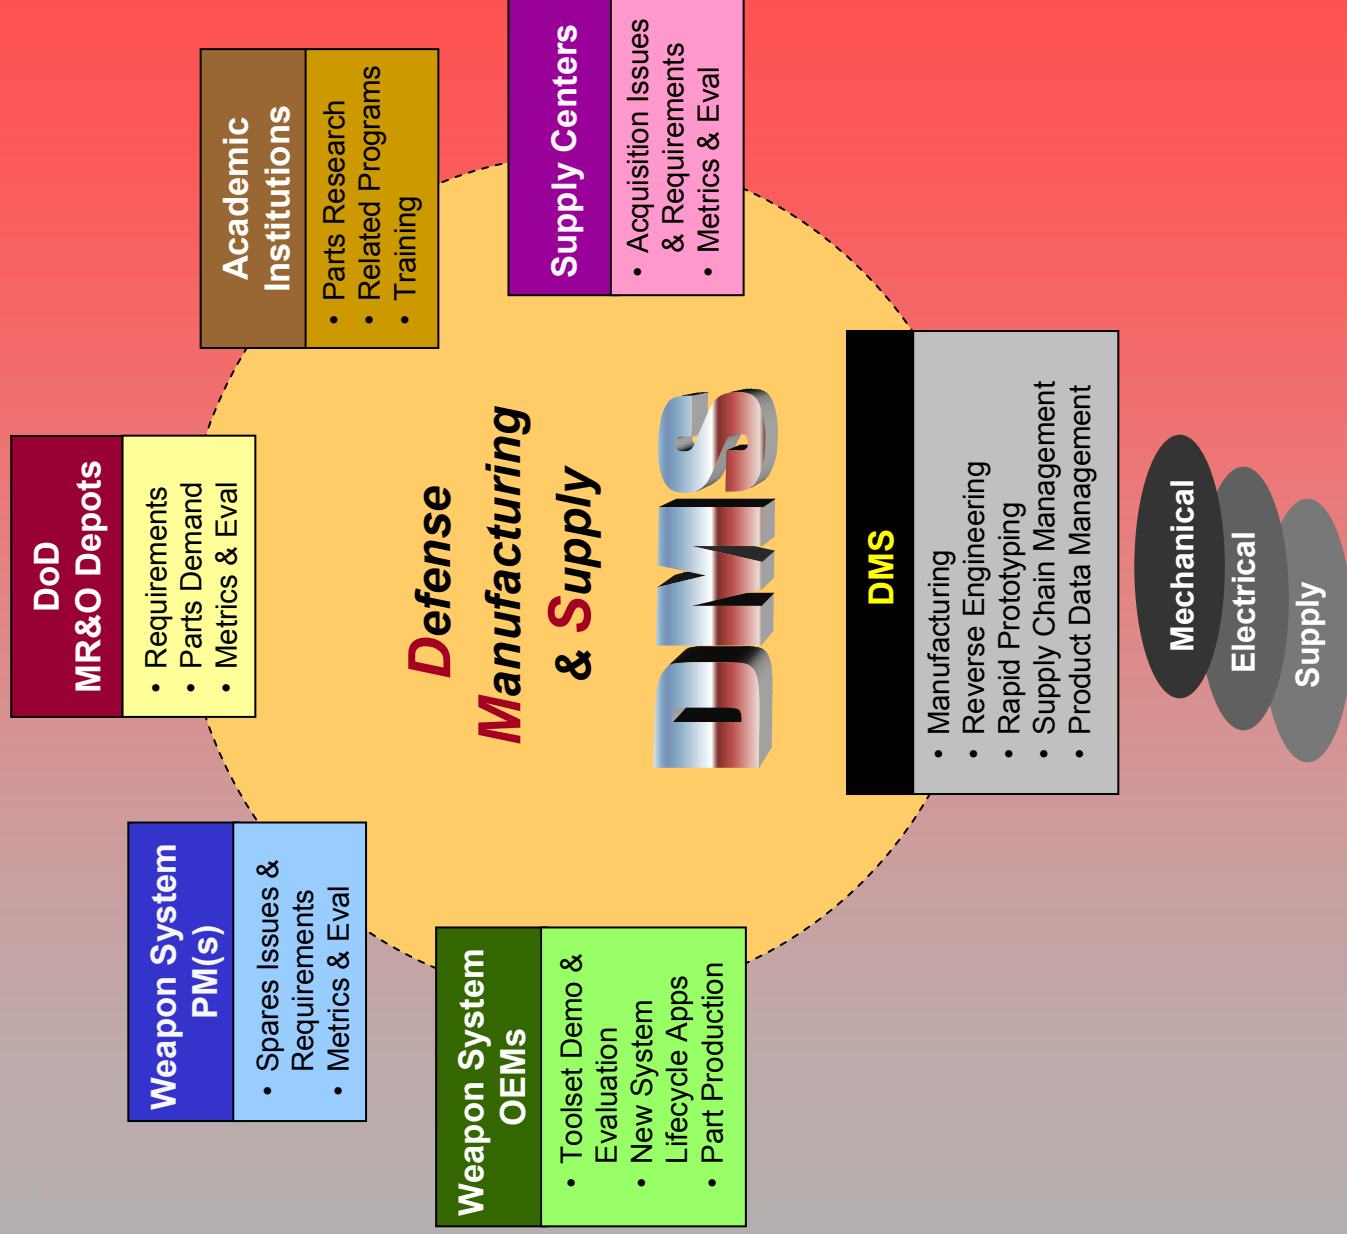 DoD
MR&O Depots
• Requirements
• Parts Demand
• Metrics & Eval
Weapon System
PM(s)
• Spares Issues &
Requirements
• Metrics & Eval
Academic
Institutions
• Parts Research
• Related Programs
• Training
Weapon System
OEMs
• Toolset Demo &
Evaluation
• New System
Lifecycle Apps
• Part Production
Defense
Manufacturing
& Supply
DMS
Supply Centers
• Acquisition Issues
& Requirements
• Metrics & Eval
DMS
• Manufacturing
• Reverse Engineering
• Rapid Prototyping
• Supply Chain Management
• Product Data Management
Mechanical
Electrical
Supply